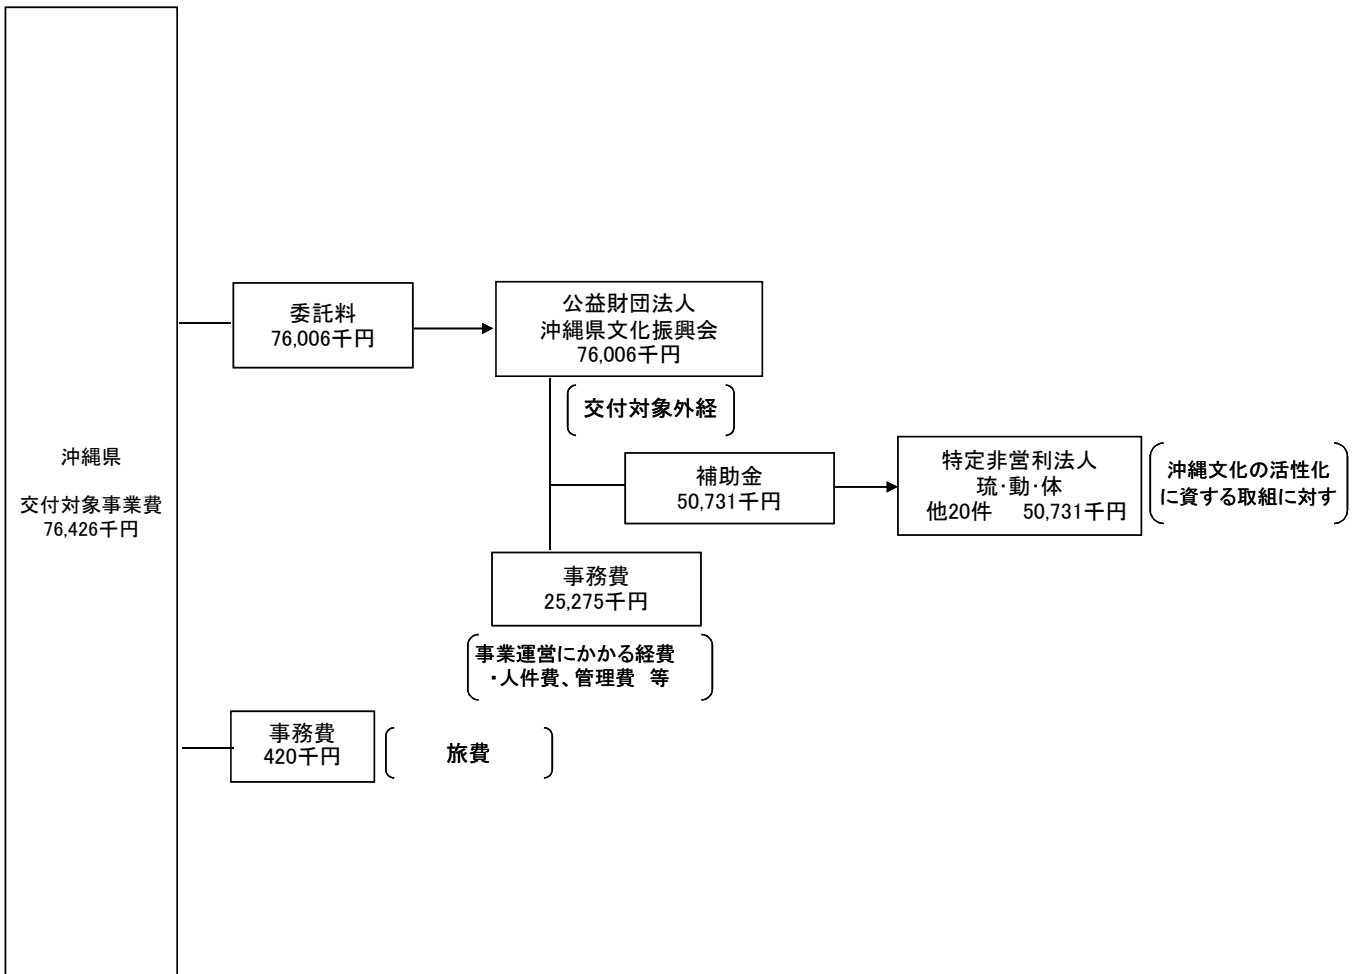 沖縄県
交付対象事業費
76,426千円
委託料
76,006千円
公益財団法人
沖縄県文化振興会
76,006千円
交付対象外経
補助金
50,731千円
特定非営利法人
琉・動・体
他20件　50,731千円
沖縄文化の活性化
に資する取組に対す
事務費
25,275千円
事業運営にかかる経費
・人件費、管理費　等
事務費
420千円
旅費